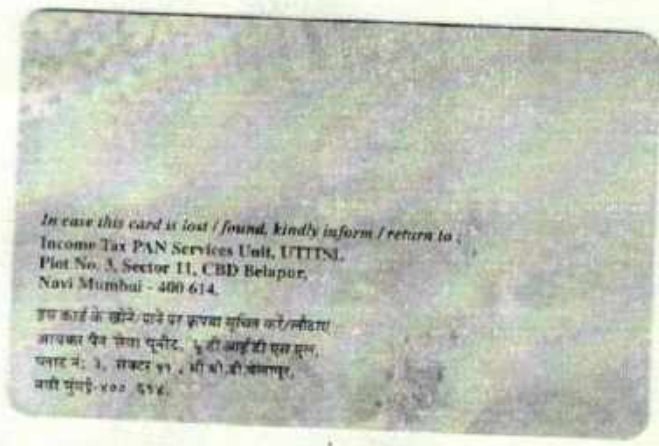 In case this card is lost / found, kindly inform / return to :
Income Tax PAN Services Unit, UTITSL
Plot No. 3, Sector 11, CBD Belapur,
Navi Mumbai - 400 614.
इस कार्ड के खोने/पाने पर कृपया सूचित करें/लौटाएं
आयकर पैन सेवा यूनीट,
प्लाट नं: ३, सेक्टर ११ , सी.बी.डी.बेलापूर,
नवी मुंबई-४०० ६१४.